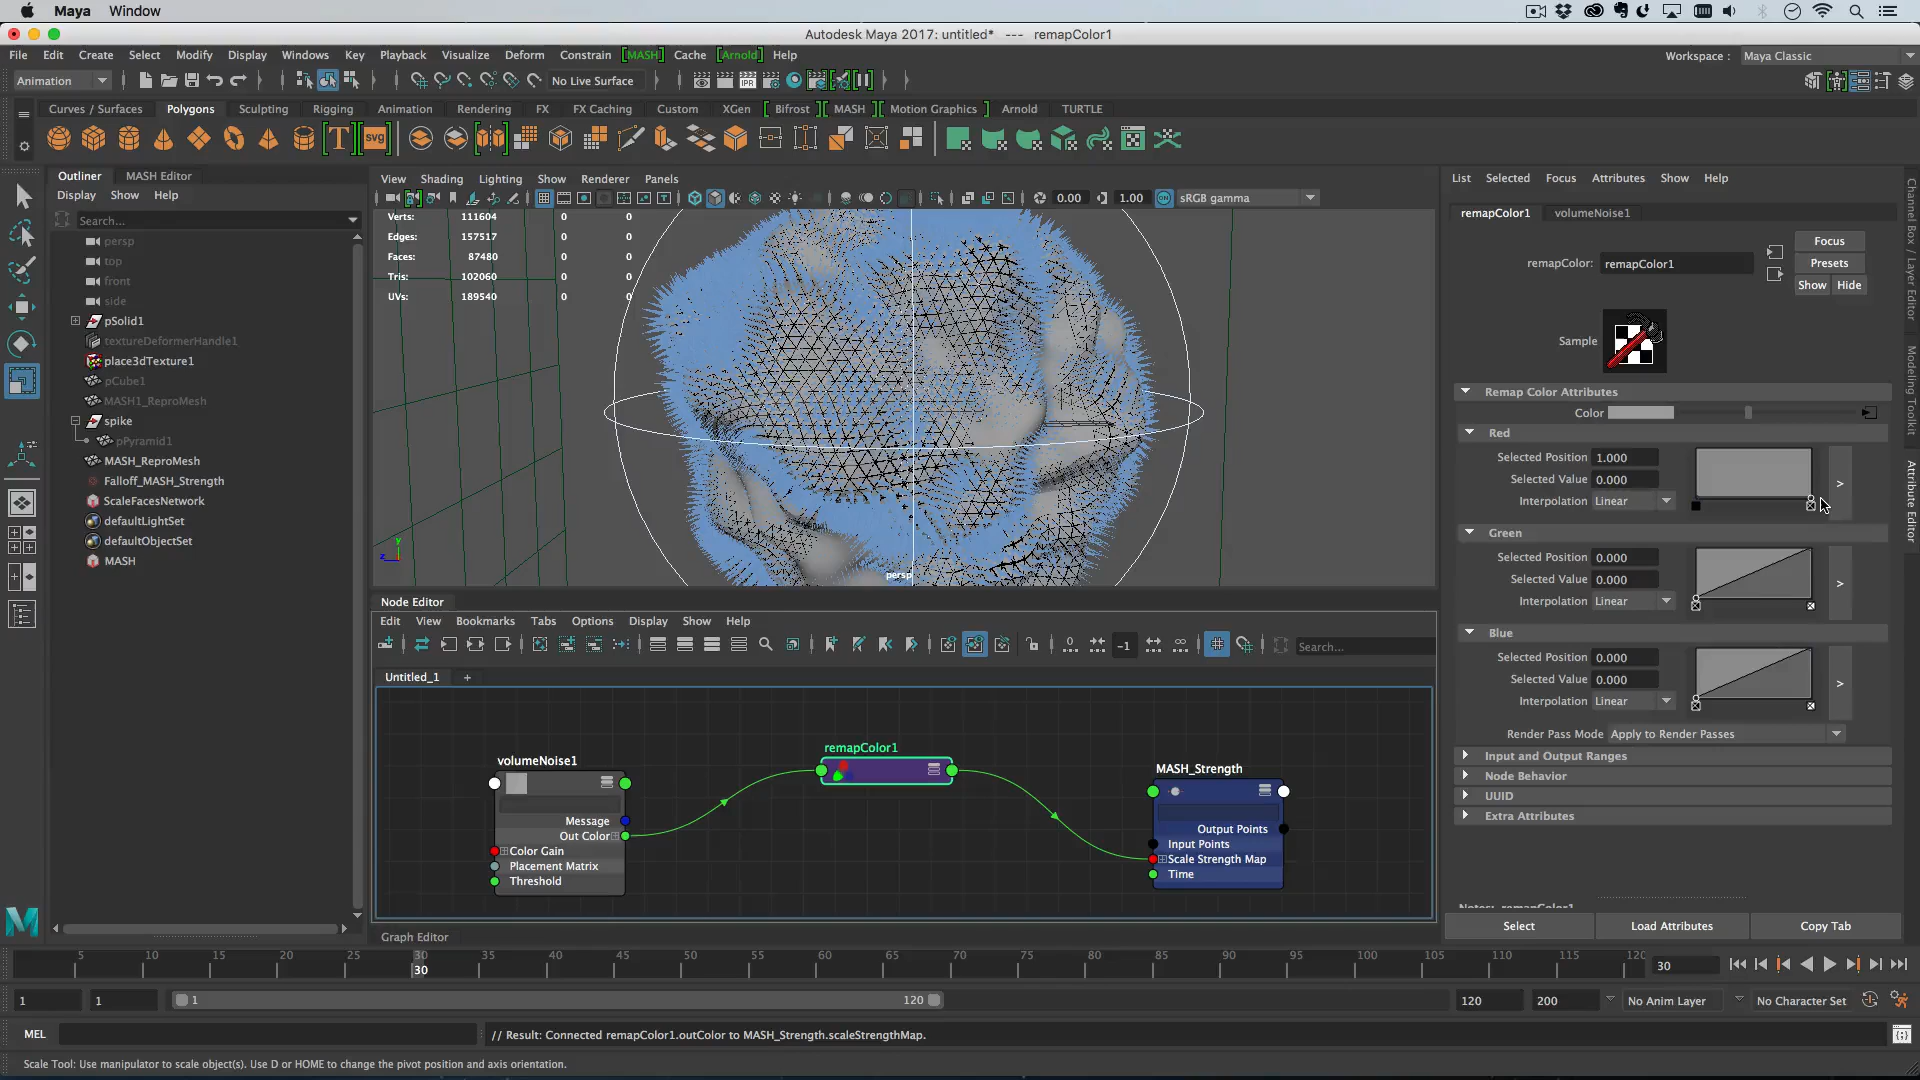 Maya Window
Autodesk Maya 2017: untitled* --- remapColor1
File Edit Create Select Modify Display Windows Key Playback Visualize Deform Constrain [MASH] Cache [Arnold] Help
Workspace : Maya Classic
Animation
No Live Surface
IPR
Curves / Surfaces Polygons Sculpting Rigging Animation Rendering FX FX Caching Custom XGen [ Bifrost ] [ MASH ] [ Motion Graphics ] Arnold TURTLE
T svg
Outliner MASH Editor
Display Show Help
Search...
persp
top
front
side
pSolid1
textureDeformerHandle1
place3dTexture1
pCube1
MASH1_ReproMesh
spike
pPyramid1
MASH_ReproMesh
Falloff_MASH_Strength
ScaleFacesNetwork
defaultLightSet
defaultObjectSet
MASH
View Shading Lighting Show Renderer Panels
0.00 1.00 sRGB gamma
Verts: 111604 0 0
Edges: 157517 0 0
Faces: 87480 0 0
Tris: 102060 0 0
UVs: 189540 0 0
persp
y
z
Node Editor
Edit View Bookmarks Tabs Options Display Show Help
0 -1 ∞ Search...
Untitled_1 +
volumeNoise1
Message
Out Color
Color Gain
Placement Matrix
Threshold
remapColor1
MASH_Strength
Output Points
Input Points
Scale Strength Map
Time
Graph Editor
List Selected Focus Attributes Show Help
remapColor1 volumeNoise1
remapColor: remapColor1
Focus
Presets
Show Hide
Sample
Remap Color Attributes
Color
Red
Selected Position 1.000
Selected Value 0.000
Interpolation Linear
>
Green
Selected Position 0.000
Selected Value 0.000
Interpolation Linear
>
Blue
Selected Position 0.000
Selected Value 0.000
Interpolation Linear
>
Render Pass Mode Apply to Render Passes
Input and Output Ranges
Node Behavior
UUID
Extra Attributes
Notes: remapColor1
Select Load Attributes Copy Tab
Channel Box / Layer Editor
Modeling Toolkit
Attribute Editor
5 10 15 20 25 30 35 40 45 50 55 60 65 70 75 80 85 90 95 100 105 110 115 120
30
30
1 1 1 120 120 200 No Anim Layer No Character Set
MEL // Result: Connected remapColor1.outColor to MASH_Strength.scaleStrengthMap.
Scale Tool: Use manipulator to scale object(s). Use D or HOME to change the pivot position and axis orientation.